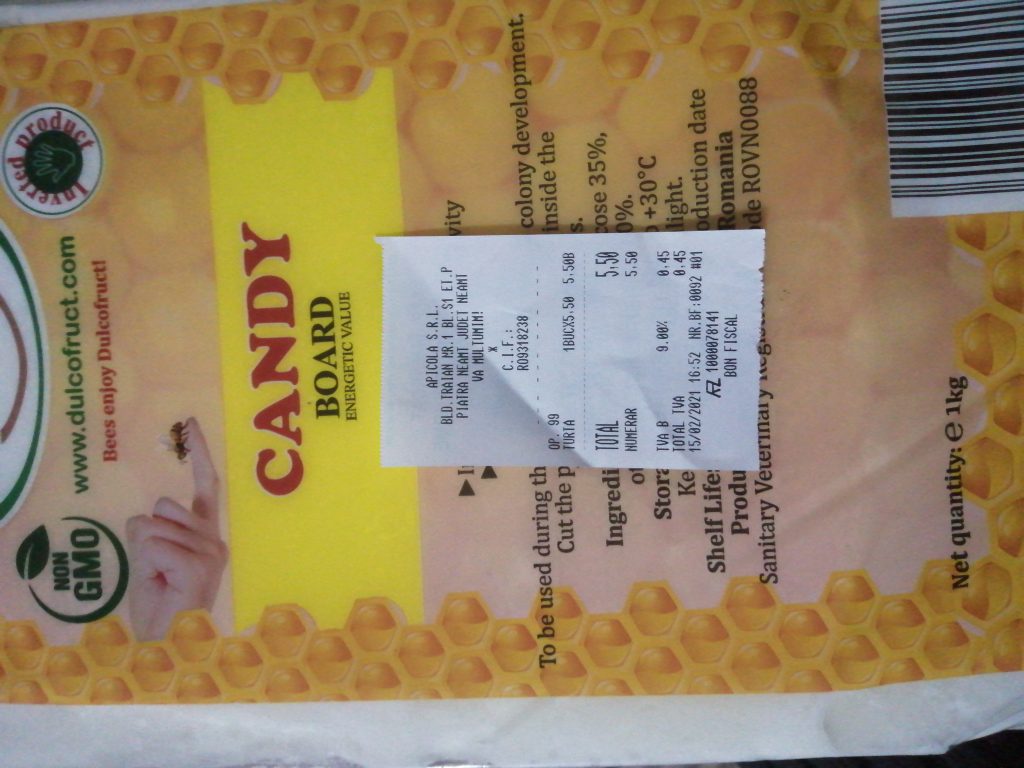 Inverted product
NON
GMO
www.dulcofruct.com
Bees enjoy Dulcofruct!
CANDY
BOARD
ENERGETIC VALUE
vity
To be used during th
colony development.
Cut the p
inside the
s.
Ingredi
cose 35%,
0%.
Stora
+30°C
Ke
light.
Shelf Life:
oduction date
Produ
Romania
Sanitary Veterinary Regis
de ROVN0088
Net quantity: e 1kg
APICOLA S.R.L.
BLD.TRAIAN NR.1 BL.S1 ET.P
PIATRA NEAMT JUDET NEAMT
VA MULTUMIM!
X
C.I.F.:
RO9318238
OP. 99
TURTA 1BUCX5.50 5.50B
TOTAL 5.50
NUMERAR 5.50
TVA B 9.00% 0.45
TOTAL TVA 0.45
15/02/2021 16:52 NR.BF:0092 #01
1000078141
BON FISCAL